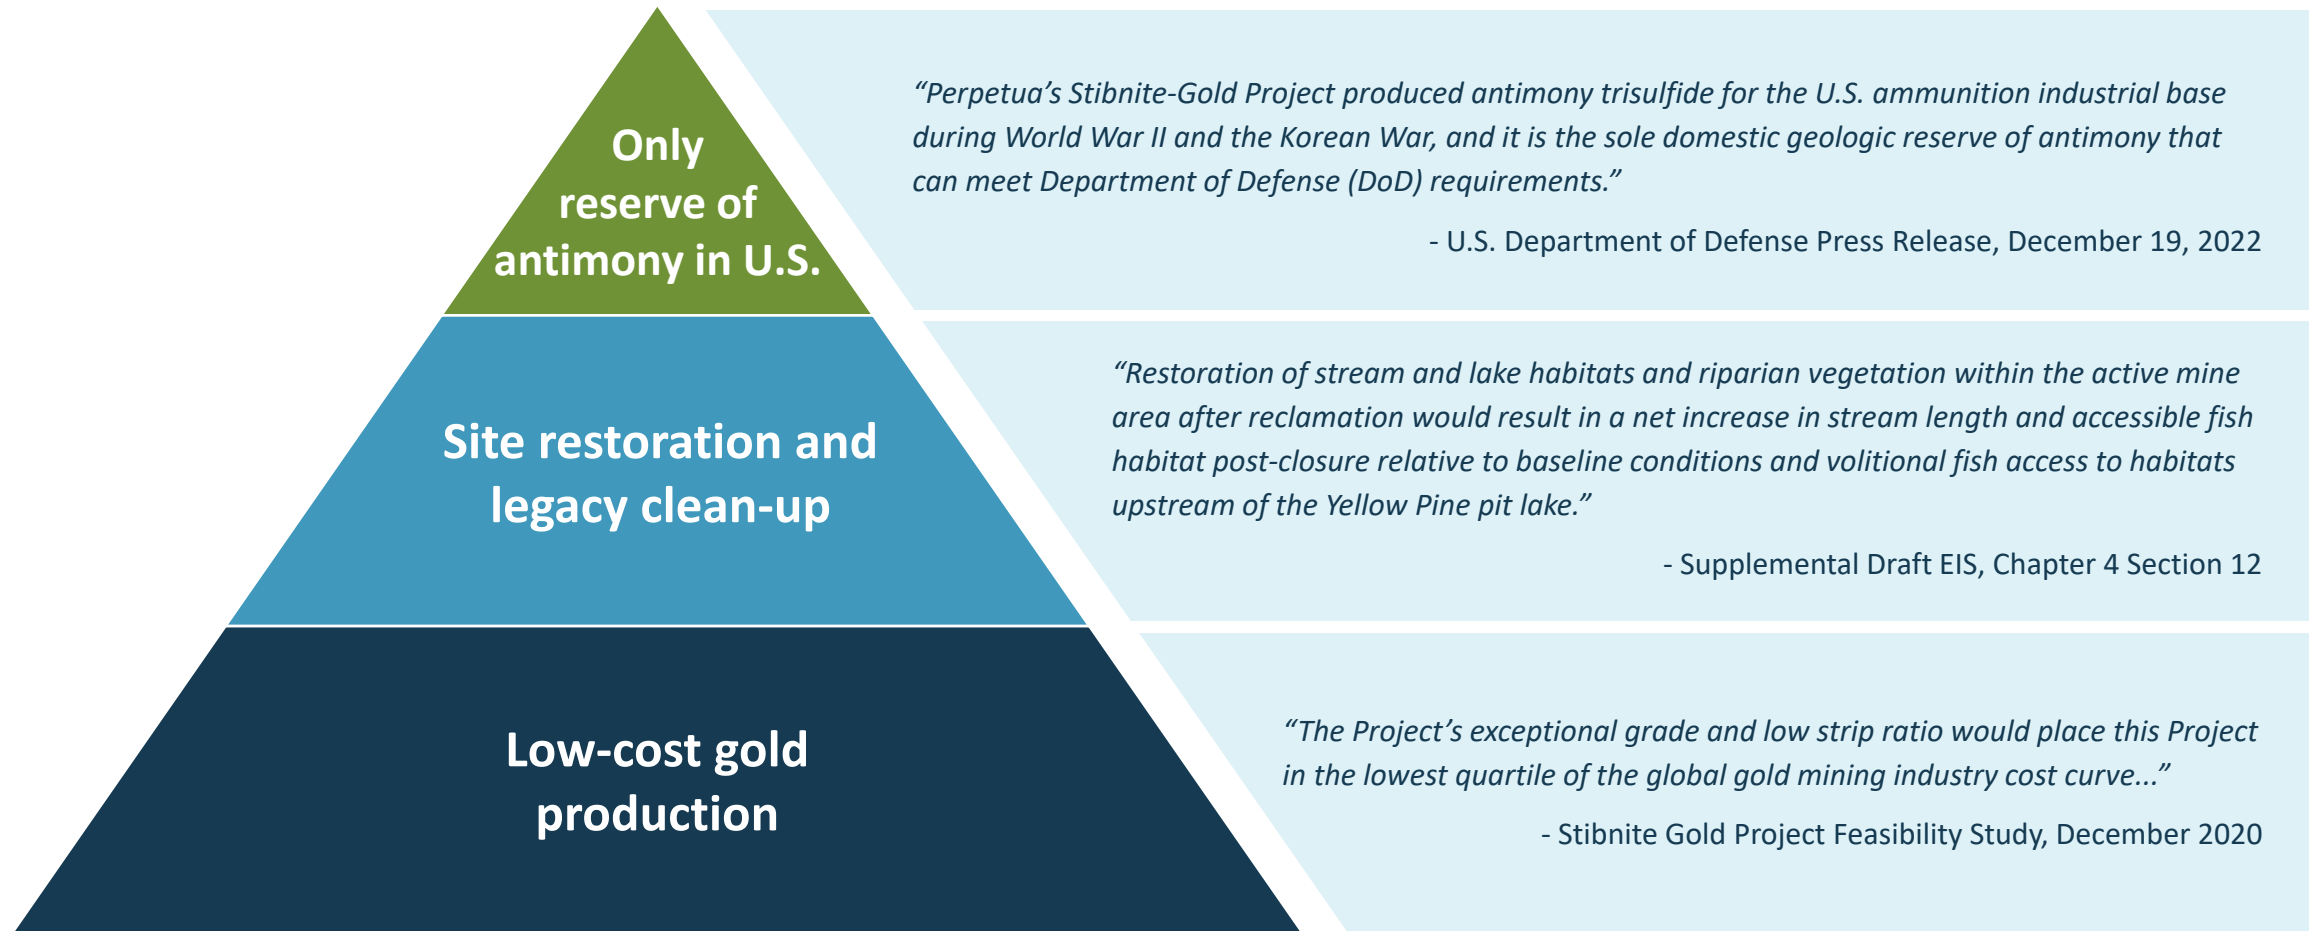 Only
reserve of
antimony in U.S.
“Perpetua’s Stibnite-Gold Project produced antimony trisulfide for the U.S. ammunition industrial base
during World War II and the Korean War, and it is the sole domestic geologic reserve of antimony that
can meet Department of Defense (DoD) requirements.”
- U.S. Department of Defense Press Release, December 19, 2022
Site restoration and
legacy clean-up
“Restoration of stream and lake habitats and riparian vegetation within the active mine
area after reclamation would result in a net increase in stream length and accessible fish
habitat post-closure relative to baseline conditions and volitional fish access to habitats
upstream of the Yellow Pine pit lake.”
- Supplemental Draft EIS, Chapter 4 Section 12
Low-cost gold
production
“The Project’s exceptional grade and low strip ratio would place this Project
in the lowest quartile of the global gold mining industry cost curve...”
- Stibnite Gold Project Feasibility Study, December 2020